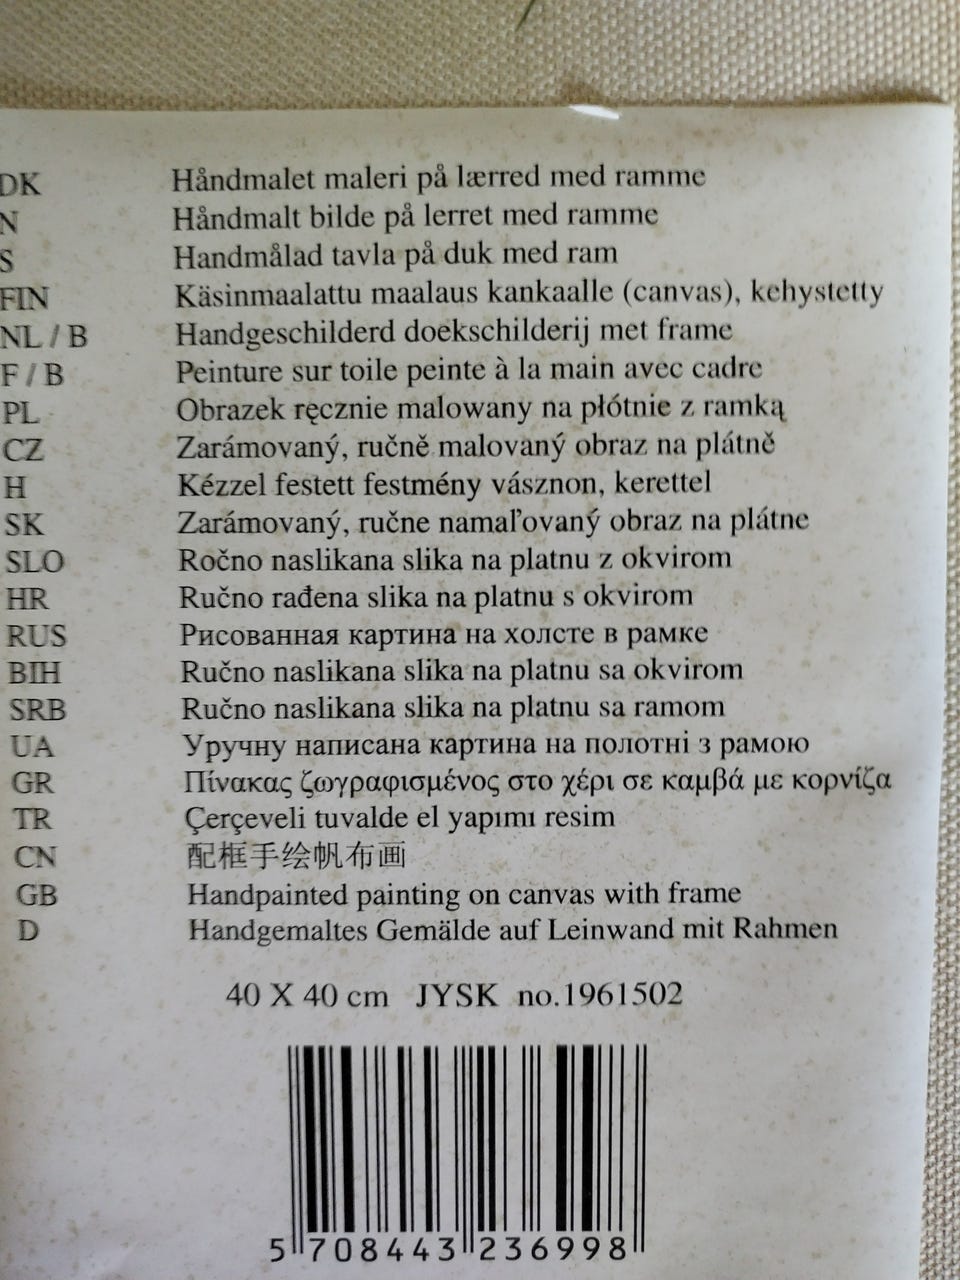 DK Håndmalet maleri på lærred med ramme
N Håndmalt bilde på lerret med ramme
S Handmålad tavla på duk med ram
FIN Käsinmaalattu maalaus kankaalle (canvas), kehystetty
NL / B Handgeschilderd doekschilderij met frame
F / B Peinture sur toile peinte à la main avec cadre
PL Obrazek ręcznie malowany na płótnie z ramką
CZ Zarámovaný, ručně malovaný obraz na plátně
H Kézzel festett festmény vásznon, kerettel
SK Zarámovaný, ručne namaľovaný obraz na plátne
SLO Ročno naslikana slika na platnu z okvirom
HR Ručno rađena slika na platnu s okvirom
RUS Рисованная картина на холсте в рамке
BIH Ručno naslikana slika na platnu sa okvirom
SRB Ručno naslikana slika na platnu sa ramom
UA Уручну написана картина на полотні з рамою
GR Πίνακας ζωγραφισμένος στο χέρι σε καμβά με κορνίζα
TR Çerçeveli tuvalde el yapımı resim
CN 配框手绘帆布画
GB Handpainted painting on canvas with frame
D Handgemaltes Gemälde auf Leinwand mit Rahmen
40 X 40 cm JYSK no.1961502
5 708443 236998